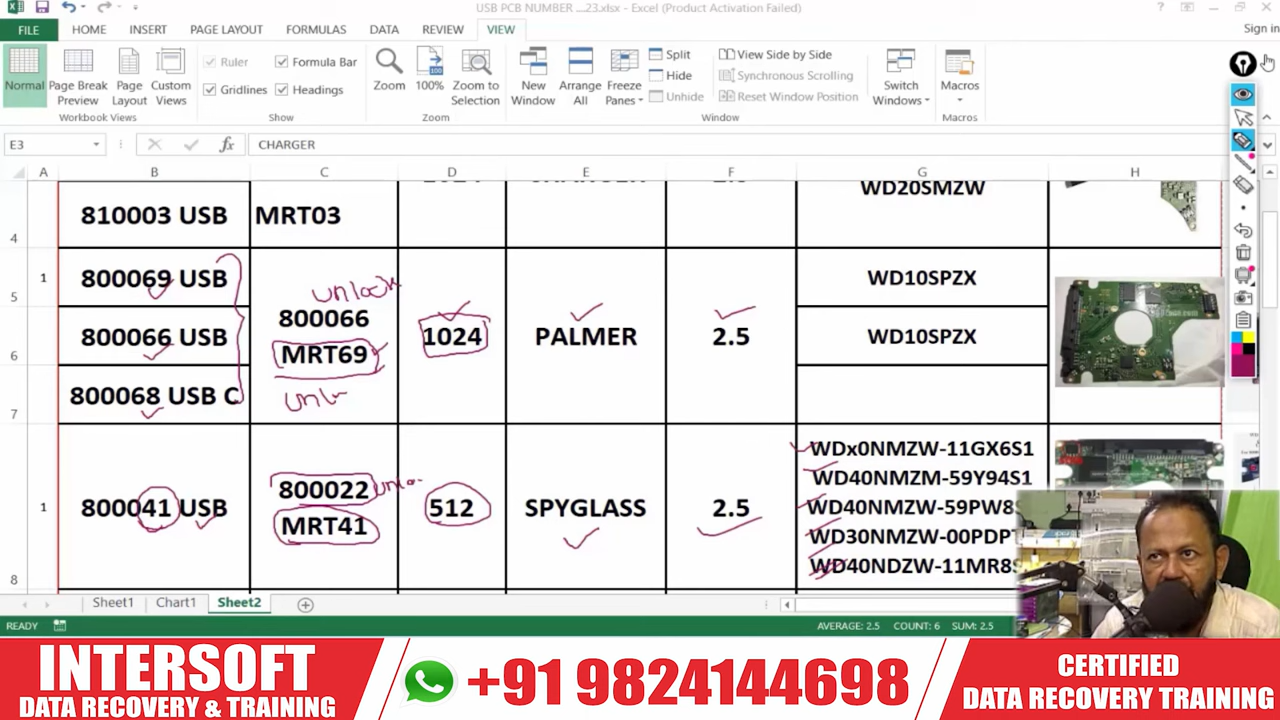 USB PCB NUMBER ....23.xlsx - Excel (Product Activation Failed)
FILE HOME INSERT PAGE LAYOUT FORMULAS DATA REVIEW VIEW Sign in
Normal Page Break Preview Page Layout Custom Views
Ruler Formula Bar
Gridlines Headings
Zoom 100% Zoom to Selection
New Window Arrange All Freeze Panes
Split
Hide
Unhide
View Side by Side
Synchronous Scrolling
Reset Window Position
Switch Windows
Macros
Workbook Views Show Zoom Window Macros
E3 fx CHARGER
A B C D E F G H
4 810003 USB MRT03 WD20SMZW
5 1 800069 USB WD10SPZX
unlock
6 800066 USB 800066 1024 PALMER 2.5 WD10SPZX
MRT69
7 800068 USB C
8 1 800041 USB 800022 512 SPYGLASS 2.5
MRT41
WDx0NMZW-11GX6S1
WD40NMZM-59Y94S1
WD40NMZW-59PW8S
WD30NMZW-00PDPT
WD40NDZW-11MR8S
Sheet1 Chart1 Sheet2
READY AVERAGE: 2.5 COUNT: 6 SUM: 2.5
INTERSOFT
DATA RECOVERY & TRAINING
+91 9824144698
CERTIFIED
DATA RECOVERY TRAINING